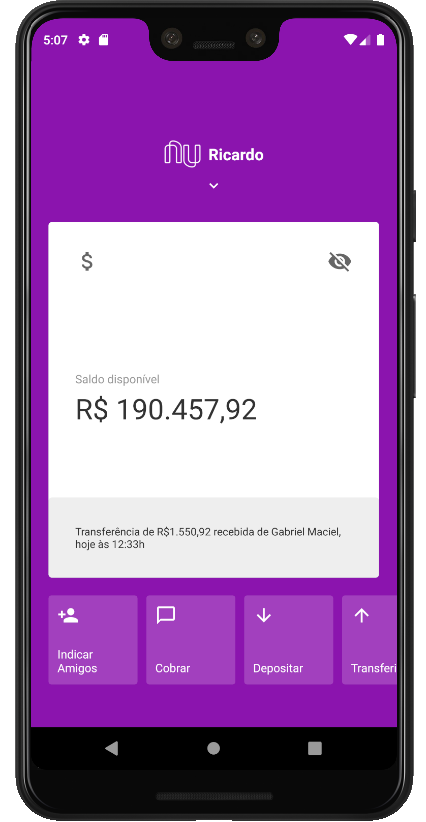 5:07
nu Ricardo
$
Saldo disponível
R$ 190.457,92
Transferência de R$1.550,92 recebida de Gabriel Maciel,
hoje às 12:33h
Indicar
Amigos
Cobrar
Depositar
Transferi